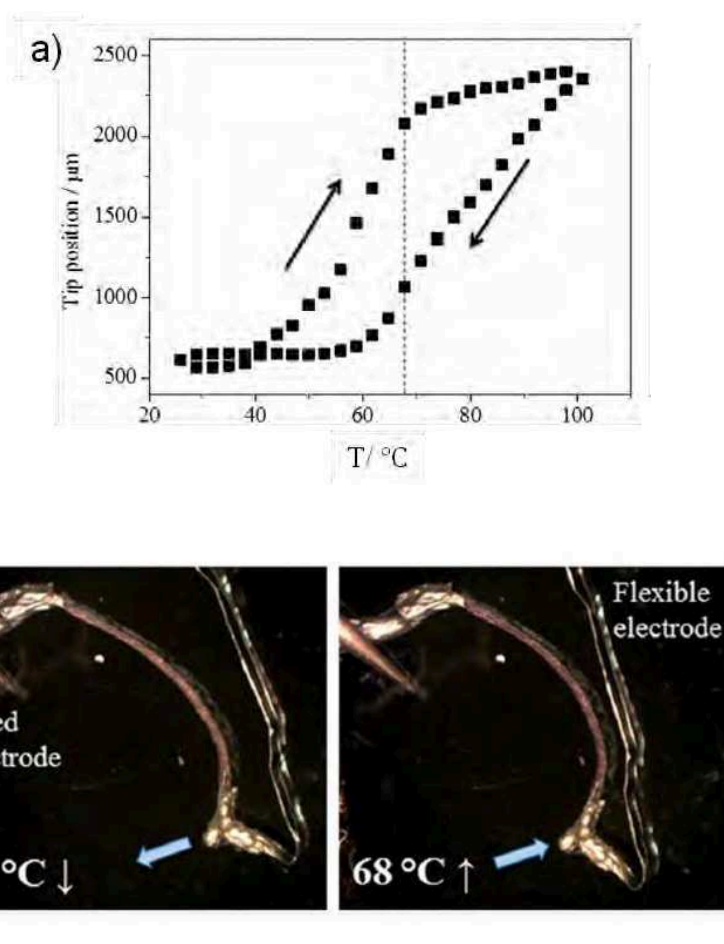 a)
2500
2000
1500
1000
500
Tip position / µm
20 40 60 80 100
T/ °C
Flexible
electrode
ed
trode
°C ↓
68 °C ↑